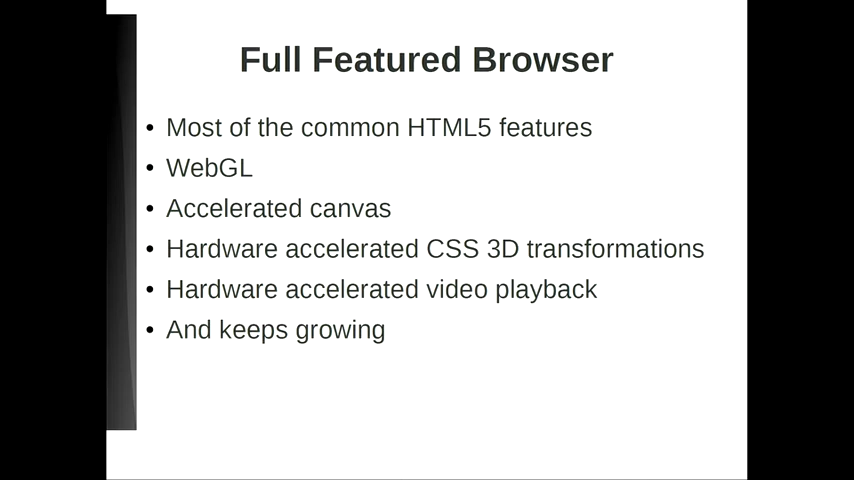 Full Featured Browser
• Most of the common HTML5 features
• WebGL
• Accelerated canvas
• Hardware accelerated CSS 3D transformations
• Hardware accelerated video playback
• And keeps growing